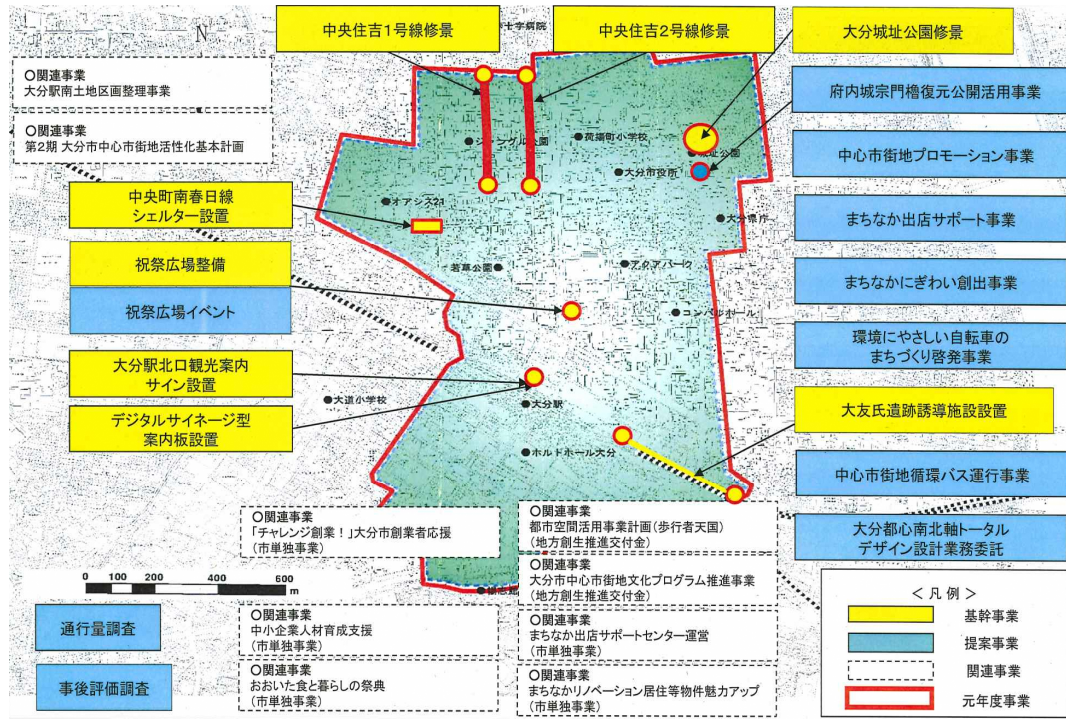 中央住吉1号線修景
中央住吉2号線修景
大分城址公園修景
N
十字病院
〇関連事業
大分駅南土地区画整理事業
〇関連事業
第2期 大分市中心市街地活性化基本計画
府内城宗門櫓復元公開活用事業
中心市街地プロモーション事業
まちなか出店サポート事業
まちなかにぎわい創出事業
環境にやさしい自転車の
まちづくり啓発事業
大友氏遺跡誘導施設設置
中心市街地循環バス運行事業
大分都心南北軸トータル
デザイン設計業務委託
中央町南春日線
シェルター設置
祝祭広場整備
祝祭広場イベント
大分駅北口観光案内
サイン設置
デジタルサイネージ型
案内板設置
ジャングル公園
荷揚町小学校
城址公園
大分市役所
オアシス21
大分県庁
若草公園
アクアパーク
コンパルホール
大道小学校
大分駅
ホルトホール大分
〇関連事業
「チャレンジ創業！」大分市創業者応援
(市単独事業)
〇関連事業
都市空間活用事業計画(歩行者天国)
(地方創生推進交付金)
〇関連事業
大分市中心市街地文化プログラム推進事業
(地方創生推進交付金)
0 100 200 400 600
m
通行量調査
事後評価調査
〇関連事業
中小企業人材育成支援
(市単独事業)
〇関連事業
まちなか出店サポートセンター運営
(市単独事業)
〇関連事業
おおいた食と暮らしの祭典
(市単独事業)
〇関連事業
まちなかリノベーション居住等物件魅力アップ
(市単独事業)
＜凡例＞
基幹事業
提案事業
関連事業
元年度事業